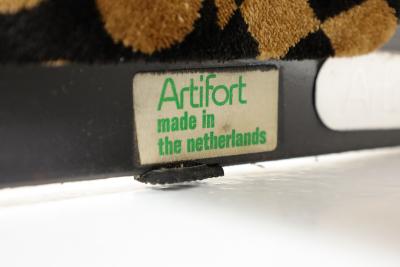 Artifort
made in
the netherlands